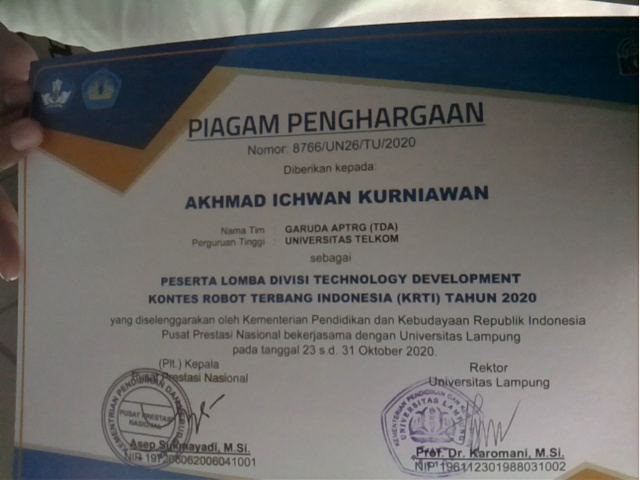 PIAGAM PENGHARGAAN
Nomor: 8766/UN26/TU/2020
Diberikan kepada:
AKHMAD ICHWAN KURNIAWAN
Nama Tim : GARUDA APTRG (TDA)
Perguruan Tinggi : UNIVERSITAS TELKOM
sebagai
PESERTA LOMBA DIVISI TECHNOLOGY DEVELOPMENT
KONTES ROBOT TERBANG INDONESIA (KRTI) TAHUN 2020
yang diselenggarakan oleh Kementerian Pendidikan dan Kebudayaan Republik Indonesia
Pusat Prestasi Nasional bekerjasama dengan Universitas Lampung
pada tanggal 23 s.d. 31 Oktober 2020.
(Plt.) Kepala
Pusat Prestasi Nasional
PUSAT PRESTASI
NASIONAL
Asep Sukmayadi, M.Si.
NIP
Rektor
Universitas Lampung
UNIVERSITAS LAMPUNG
Prof. Dr. Karomani, M.Si.
NIP 196112301988031002